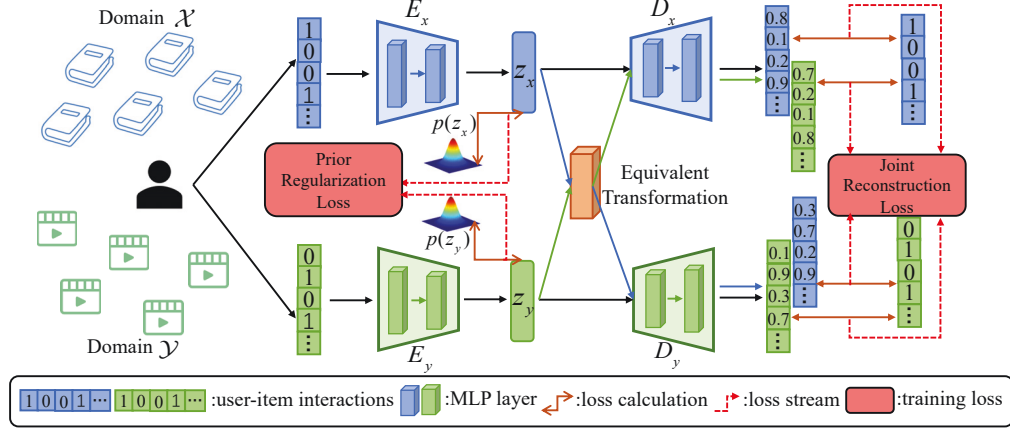 Domain 𝒳
1
0
0
1
⋮
E_x
z_x
p(z_x)
D_x
0.8
0.1
0.2
0.9
⋮
0.7
0.2
0.1
0.8
⋮
1
0
0
1
⋮
Prior
Regularization
Loss
Equivalent
Transformation
Joint
Reconstruction
Loss
p(z_y)
0
1
0
1
⋮
E_y
z_y
D_y
0.3
0.7
0.2
0.9
⋮
0.1
0.9
0.3
0.7
⋮
0
1
0
1
⋮
Domain 𝒴
1 0 0 1 ⋯ 1 0 0 1 ⋯ :user-item interactions :MLP layer :loss calculation :loss stream :training loss